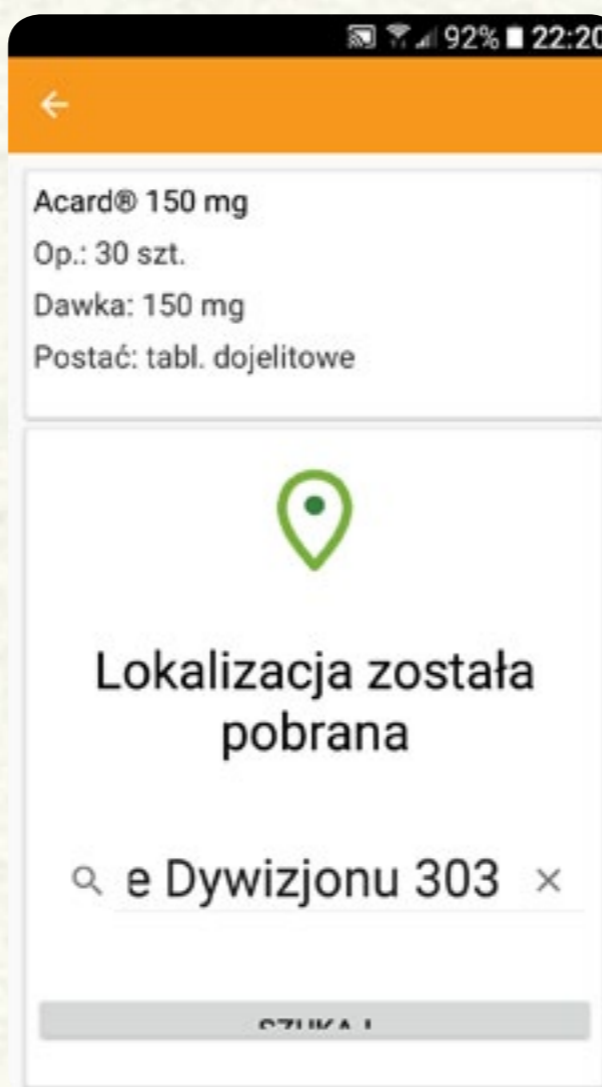 92% 22:20
Acard® 150 mg
Op.: 30 szt.
Dawka: 150 mg
Postać: tabl. dojelitowe
Lokalizacja została
pobrana
e Dywizjonu 303
SZUKAJ